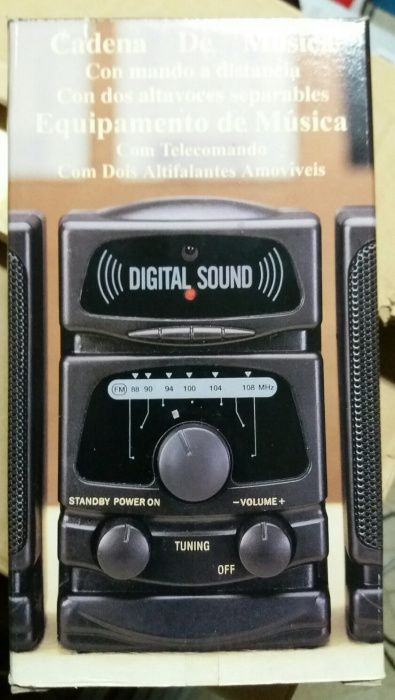 Cadena De Música
Con mando a distancia
Con dos altavoces separables
Equipamento de Música
Com Telecomando
Com Dois Altifalantes Amovíveis
DIGITAL SOUND
FM 88 90 94 100 104 108 MHz
STANDBY POWER ON
−VOLUME+
TUNING
OFF